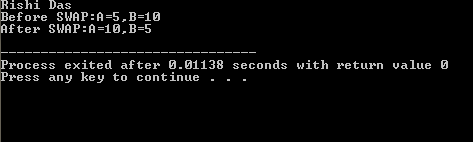 Rishi Das
Before SWAP:A=5,B=10
After SWAP:A=10,B=5
--------------------------------
Process exited after 0.01138 seconds with return value 0
Press any key to continue . . .